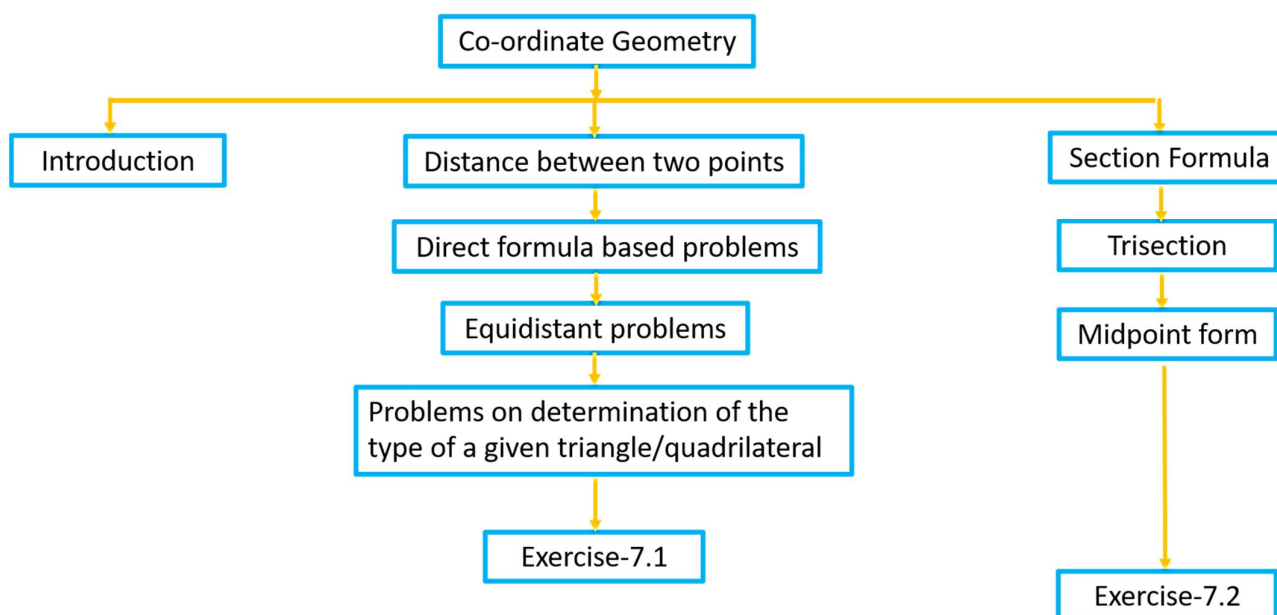 Co-ordinate Geometry
Introduction
Distance between two points
Section Formula
Direct formula based problems
Trisection
Equidistant problems
Midpoint form
Problems on determination of the
type of a given triangle/quadrilateral
Exercise-7.1
Exercise-7.2